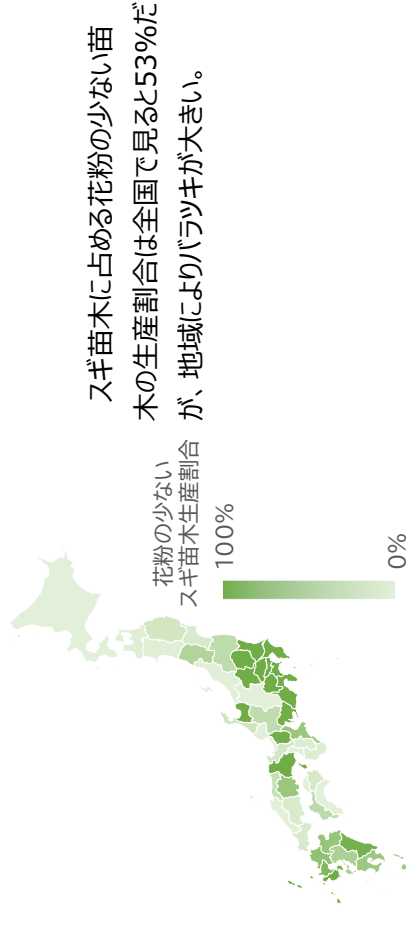 スギ苗木に占める花粉の少ない苗
木の生産割合は全国で見ると53%だ
が、地域によりバラツキが大きい。
花粉の少ない
スギ苗木生産割合
100%
0%